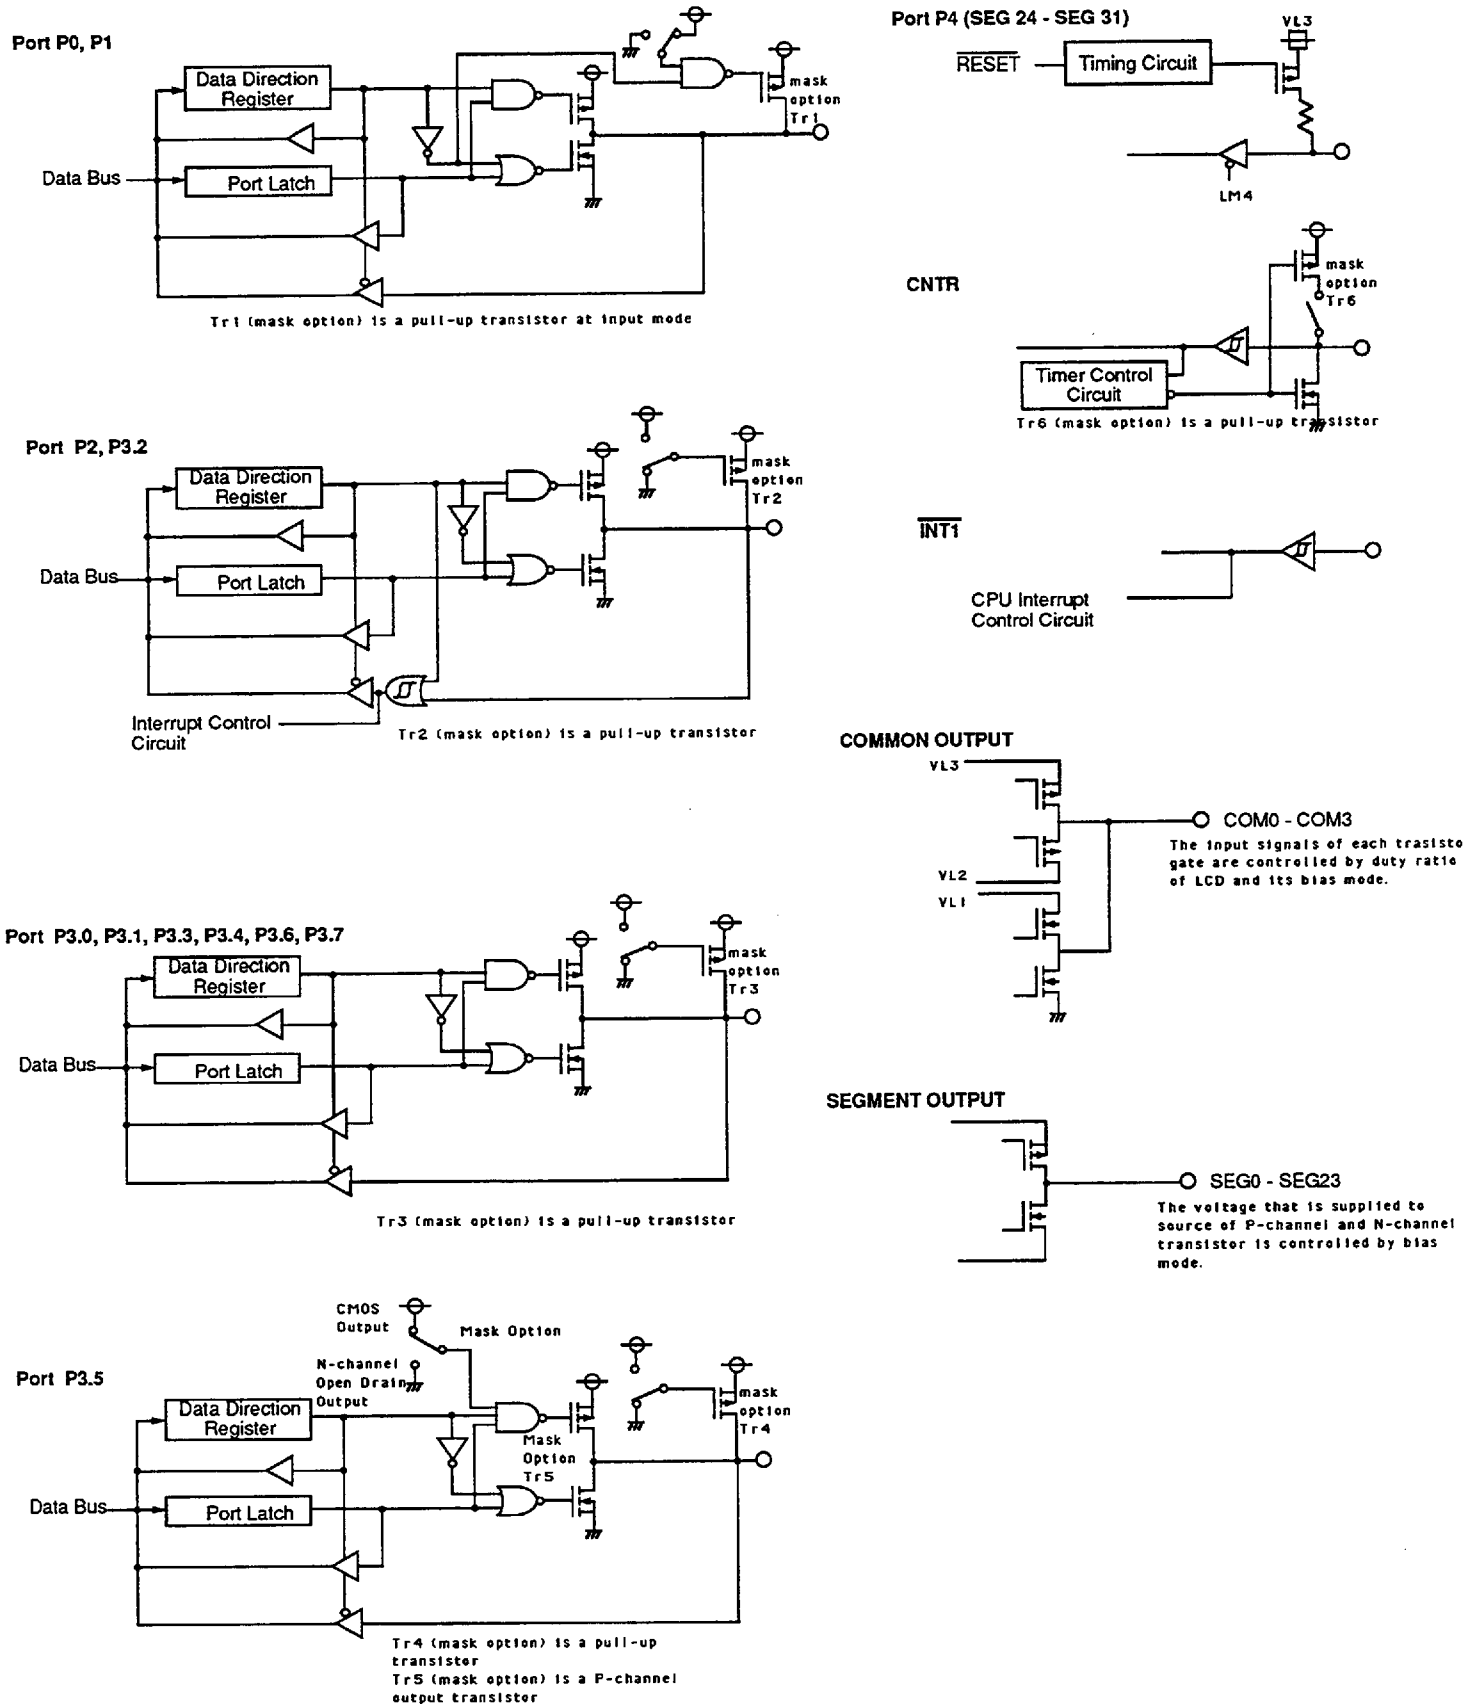 Port P0, P1
Data Direction
Register
Data Bus
Port Latch
mask
option
Tr1
Tr1 (mask option) is a pull-up transistor at input mode
Port P2, P3.2
Data Direction
Register
Data Bus
Port Latch
mask
option
Tr2
Interrupt Control
Circuit
Tr2 (mask option) is a pull-up transistor
Port P3.0, P3.1, P3.3, P3.4, P3.6, P3.7
Data Direction
Register
Data Bus
Port Latch
mask
option
Tr3
Tr3 (mask option) is a pull-up transistor
Port P3.5
CMOS
Output
Mask Option
N-channel
Open Drain
Output
Data Direction
Register
Data Bus
Port Latch
Mask
Option
Tr5
mask
option
Tr4
Tr4 (mask option) is a pull-up
transistor
Tr5 (mask option) is a P-channel
output transistor
Port P4 (SEG 24 - SEG 31)
VL3
RESET
Timing Circuit
LM4
CNTR
mask
option
Tr6
Timer Control
Circuit
Tr6 (mask option) is a pull-up transistor
INT1
CPU Interrupt
Control Circuit
COMMON OUTPUT
VL3
VL2
VL1
COM0 - COM3
The input signals of each trasisto
gate are controlled by duty ratio
of LCD and its bias mode.
SEGMENT OUTPUT
SEG0 - SEG23
The voltage that is supplied to
source of P-channel and N-channel
transistor is controlled by bias
mode.